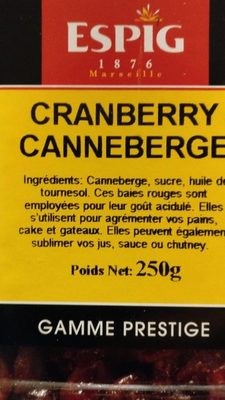 ESPIG
1876
Marseille
CRANBERRY
CANNEBERGE
Ingrédients: Canneberge, sucre, huile de
tournesol. Ces baies rouges sont
employées pour leur goût acidulé. Elles
s'utilisent pour agrémenter vos pains,
cake et gateaux. Elles peuvent également
sublimer vos jus, sauce ou chutney.
Poids Net: 250g
GAMME PRESTIGE